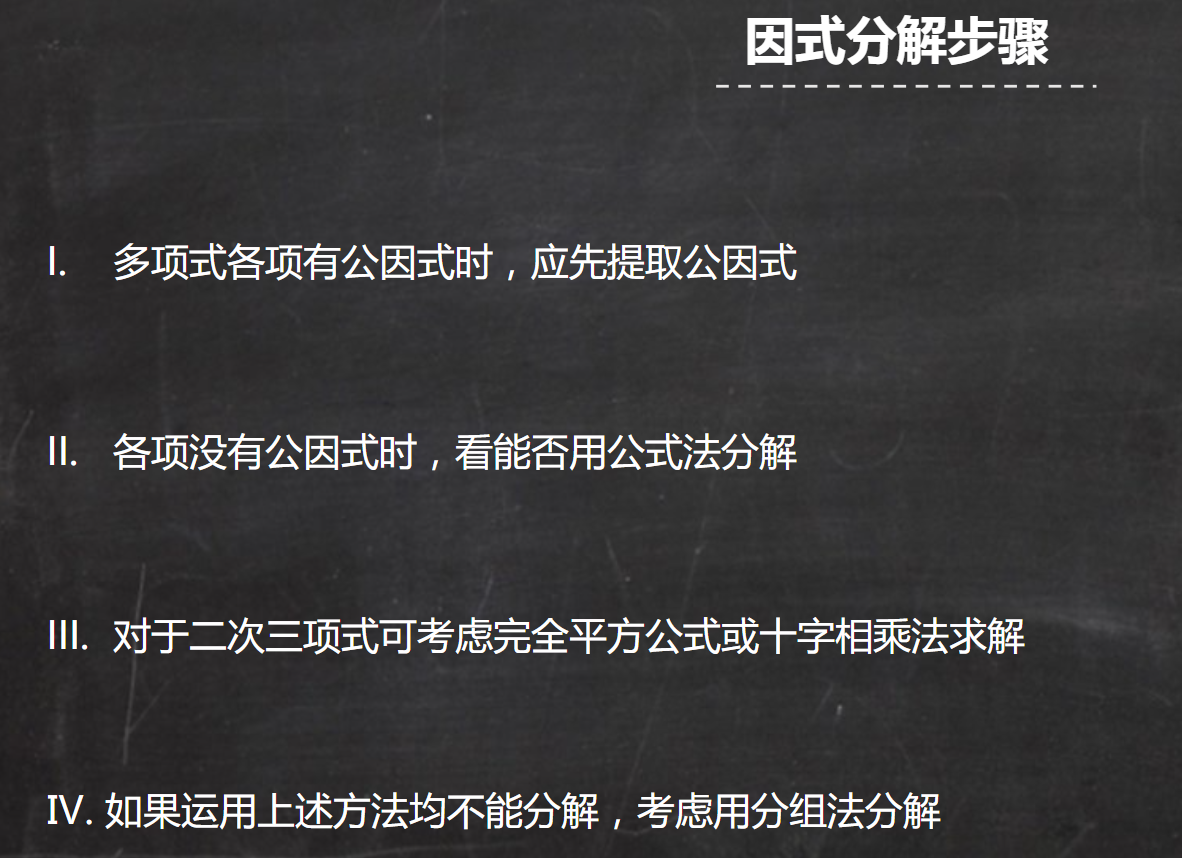 因式分解步骤
I. 多项式各项有公因式时，应先提取公因式
II. 各项没有公因式时，看能否用公式法分解
III. 对于二次三项式可考虑完全平方公式或十字相乘法求解
IV. 如果运用上述方法均不能分解，考虑用分组法分解